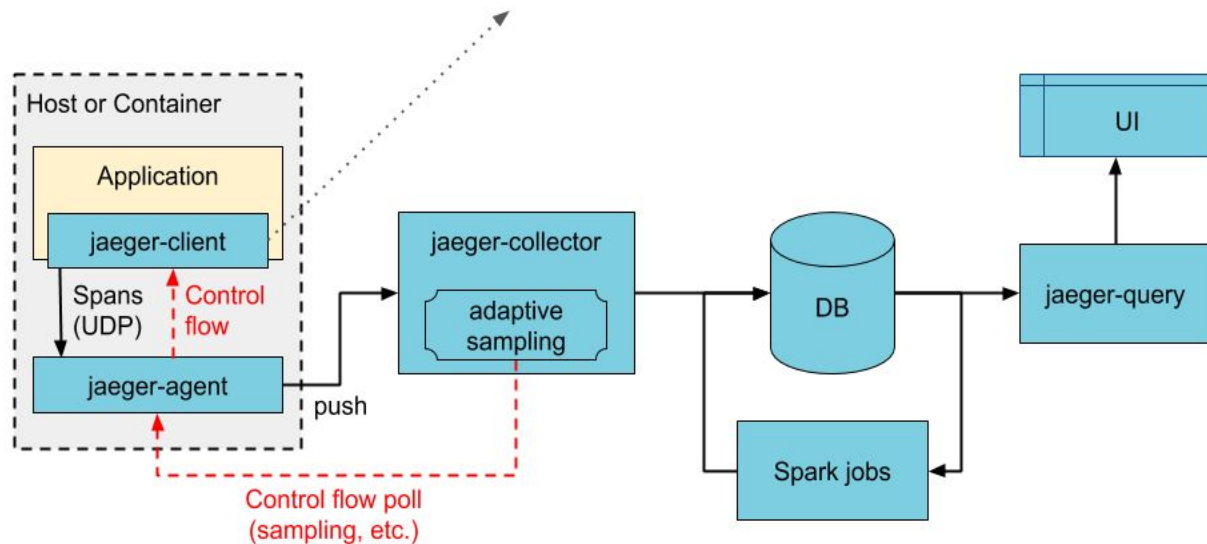 Host or Container
Application
jaeger-client
Spans
(UDP)
Control
flow
jaeger-agent
push
jaeger-collector
adaptive
sampling
Control flow poll
(sampling, etc.)
DB
Spark jobs
UI
jaeger-query